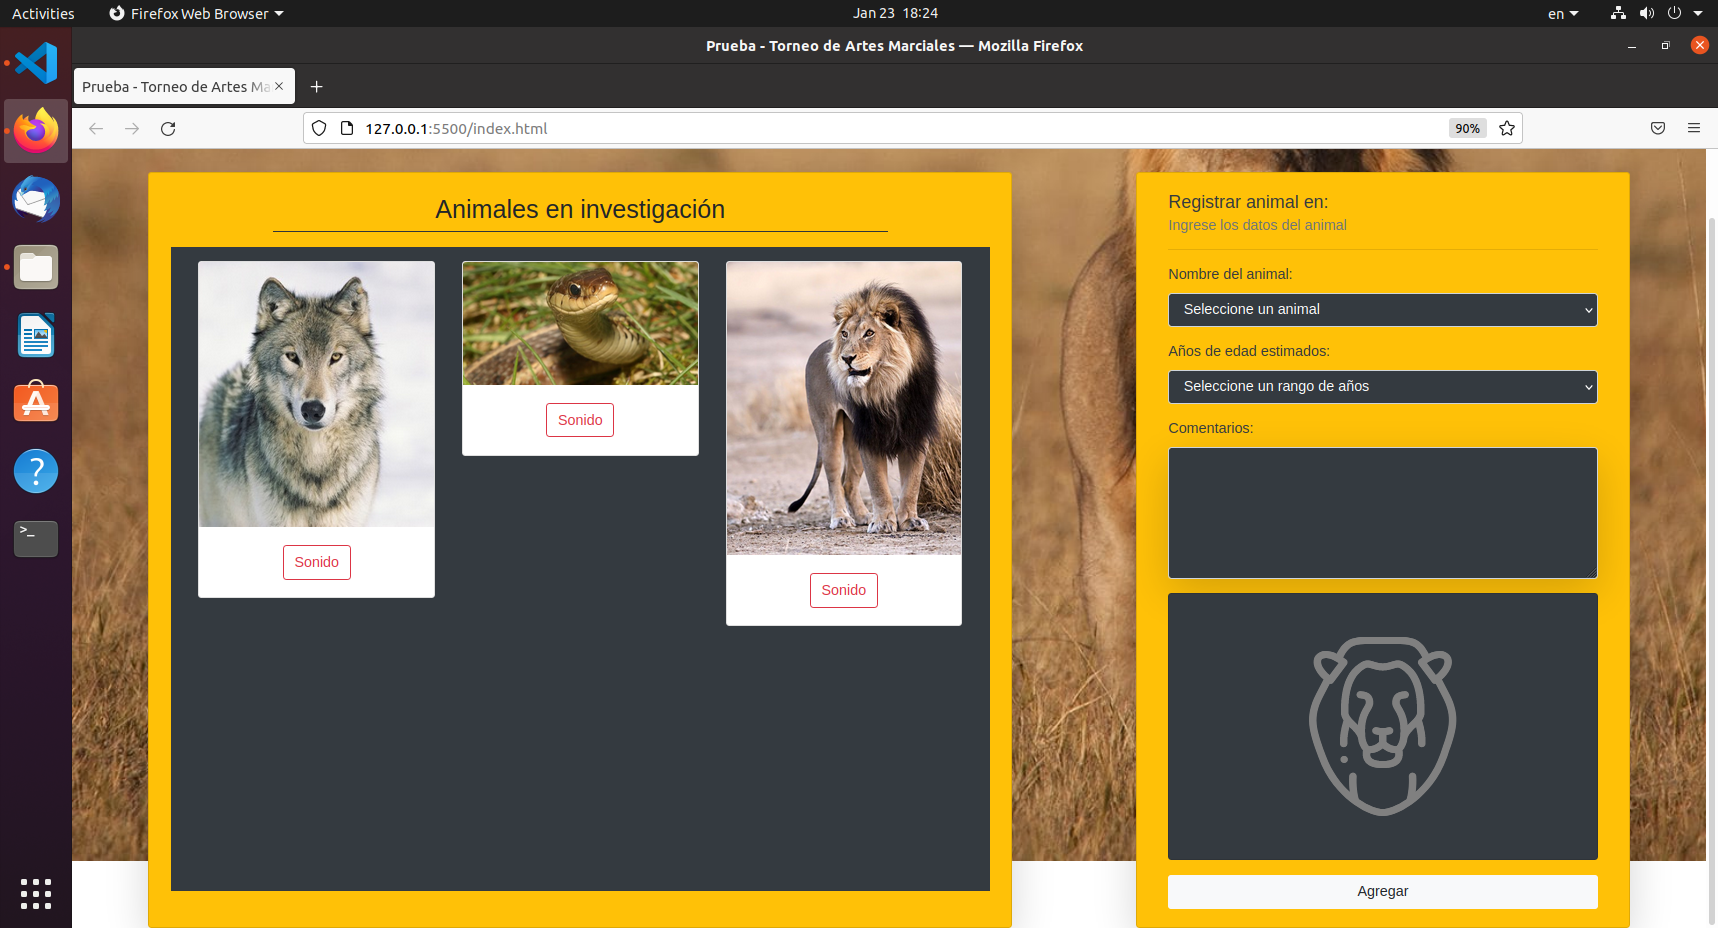 Activities
Firefox Web Browser
Jan 23 18:24
en
Prueba - Torneo de Artes Marciales — Mozilla Firefox
Prueba - Torneo de Artes Ma
127.0.0.1:5500/index.html
90%
Animales en investigación
Sonido
Sonido
Sonido
Registrar animal en:
Ingrese los datos del animal
Nombre del animal:
Seleccione un animal
Años de edad estimados:
Seleccione un rango de años
Comentarios:
Agregar